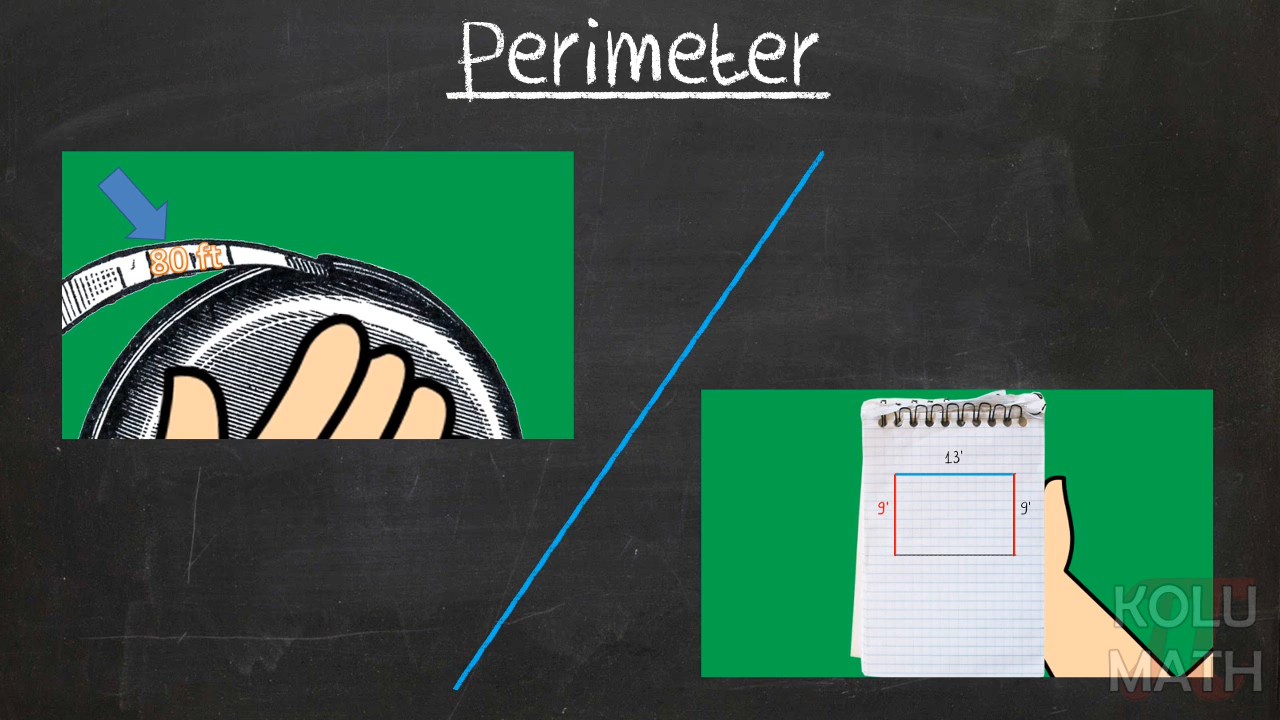 Perimeter
80 ft
13'
9'
9'
KOLU
MATH